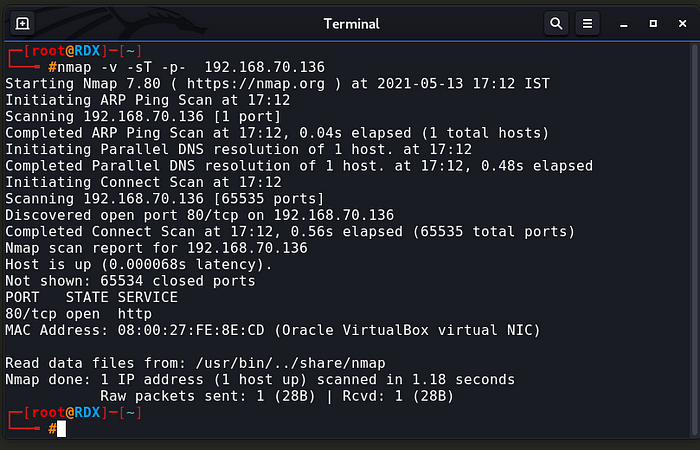 Terminal
┌─[root@RDX]─[~]
└──╼ #nmap -v -sT -p-  192.168.70.136
Starting Nmap 7.80 ( https://nmap.org ) at 2021-05-13 17:12 IST
Initiating ARP Ping Scan at 17:12
Scanning 192.168.70.136 [1 port]
Completed ARP Ping Scan at 17:12, 0.04s elapsed (1 total hosts)
Initiating Parallel DNS resolution of 1 host. at 17:12
Completed Parallel DNS resolution of 1 host. at 17:12, 0.48s elapsed
Initiating Connect Scan at 17:12
Scanning 192.168.70.136 [65535 ports]
Discovered open port 80/tcp on 192.168.70.136
Completed Connect Scan at 17:12, 0.56s elapsed (65535 total ports)
Nmap scan report for 192.168.70.136
Host is up (0.000068s latency).
Not shown: 65534 closed ports
PORT   STATE SERVICE
80/tcp open  http
MAC Address: 08:00:27:FE:8E:CD (Oracle VirtualBox virtual NIC)
Read data files from: /usr/bin/../share/nmap
Nmap done: 1 IP address (1 host up) scanned in 1.18 seconds
Raw packets sent: 1 (28B) | Rcvd: 1 (28B)
┌─[root@RDX]─[~]
└──╼ #